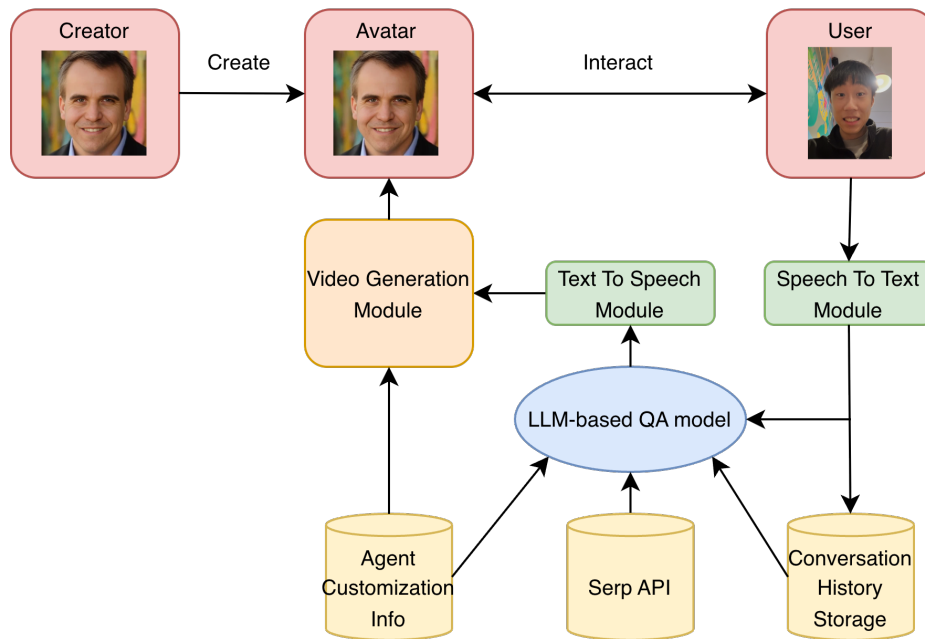 Creator
Avatar
User
Create
Interact
Video Generation
Module
Text To Speech
Module
Speech To Text
Module
LLM-based QA model
Agent
Customization
Info
Serp API
Conversation
History
Storage